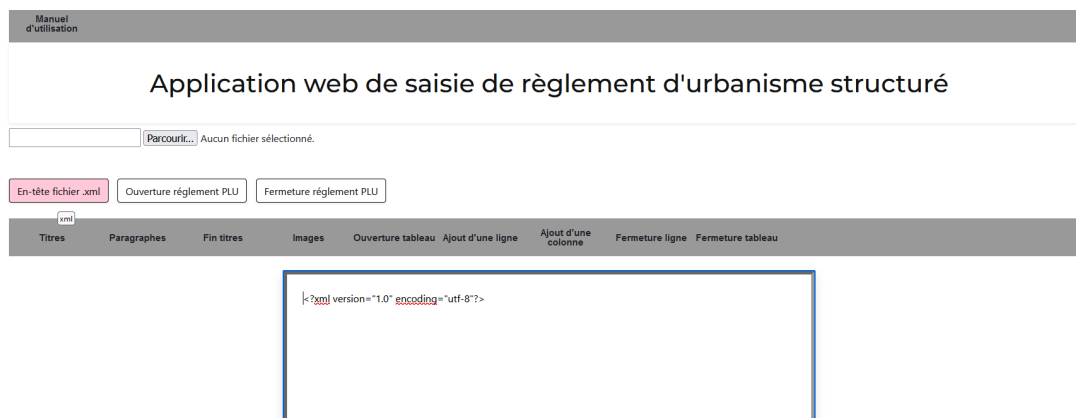 Manuel
d'utilisation
Application web de saisie de règlement d'urbanisme structuré
Parcourir... Aucun fichier sélectionné.
En-tête fichier .xml Ouverture réglement PLU Fermeture réglement PLU
xml
Titres Paragraphes Fin titres Images Ouverture tableau Ajout d'une ligne Ajout d'une colonne Fermeture ligne Fermeture tableau
<?xml version="1.0" encoding="utf-8"?>